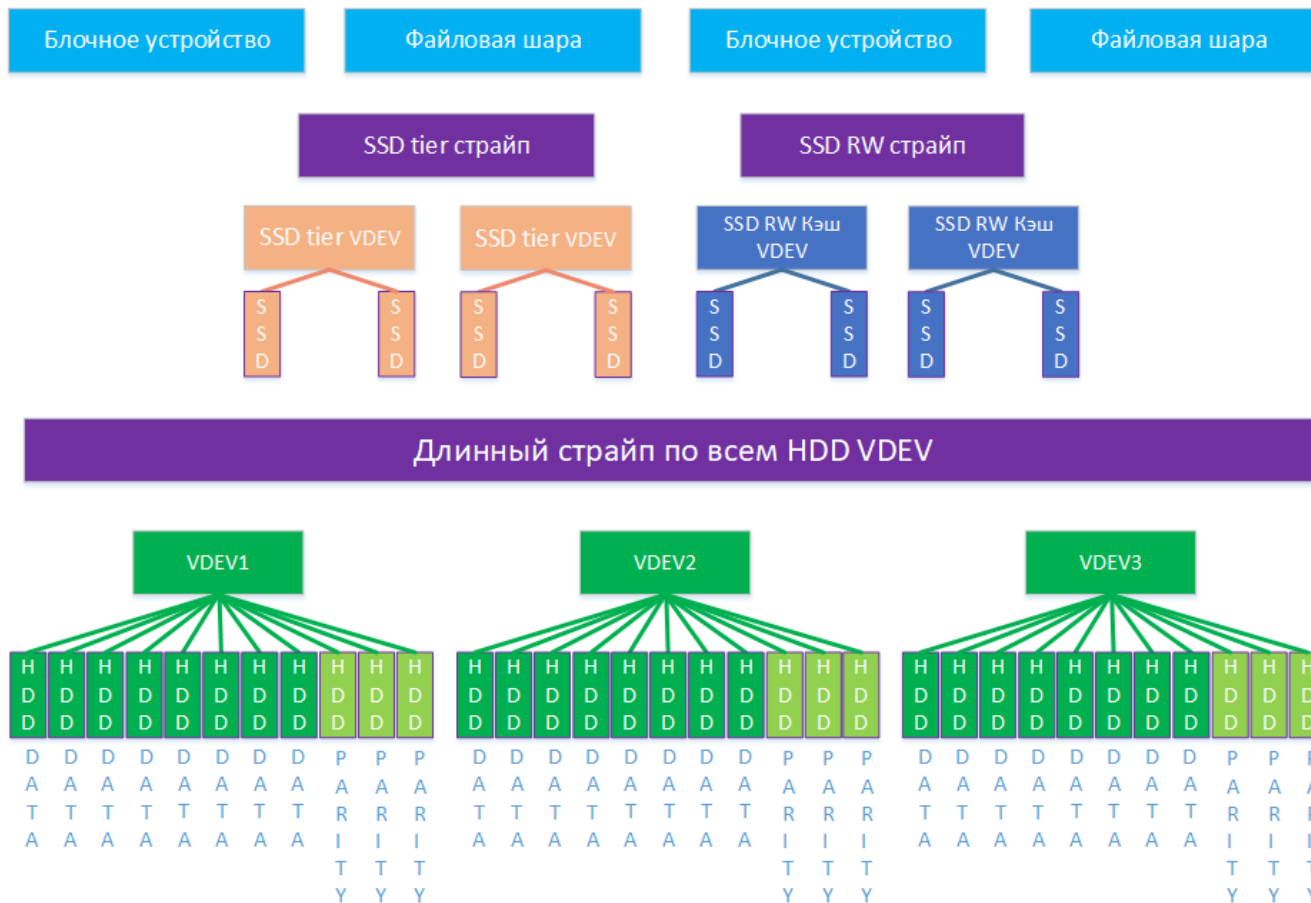 Блочное устройство Файловая шара Блочное устройство Файловая шара
SSD tier страйп SSD RW страйп
SSD tier VDEV SSD tier VDEV SSD RW Кэш VDEV SSD RW Кэш VDEV
SSD SSD SSD SSD SSD SSD SSD SSD
Длинный страйп по всем HDD VDEV
VDEV1 VDEV2 VDEV3
HDD HDD HDD HDD HDD HDD HDD HDD HDD HDD HDD HDD HDD HDD HDD HDD HDD HDD HDD HDD HDD HDD HDD HDD HDD HDD HDD HDD HDD HDD HDD HDD HDD
DATA DATA DATA DATA DATA DATA DATA DATA PARITY PARITY PARITY DATA DATA DATA DATA DATA DATA DATA DATA PARITY PARITY PARITY DATA DATA DATA DATA DATA DATA DATA DATA PARITY PARITY PARITY